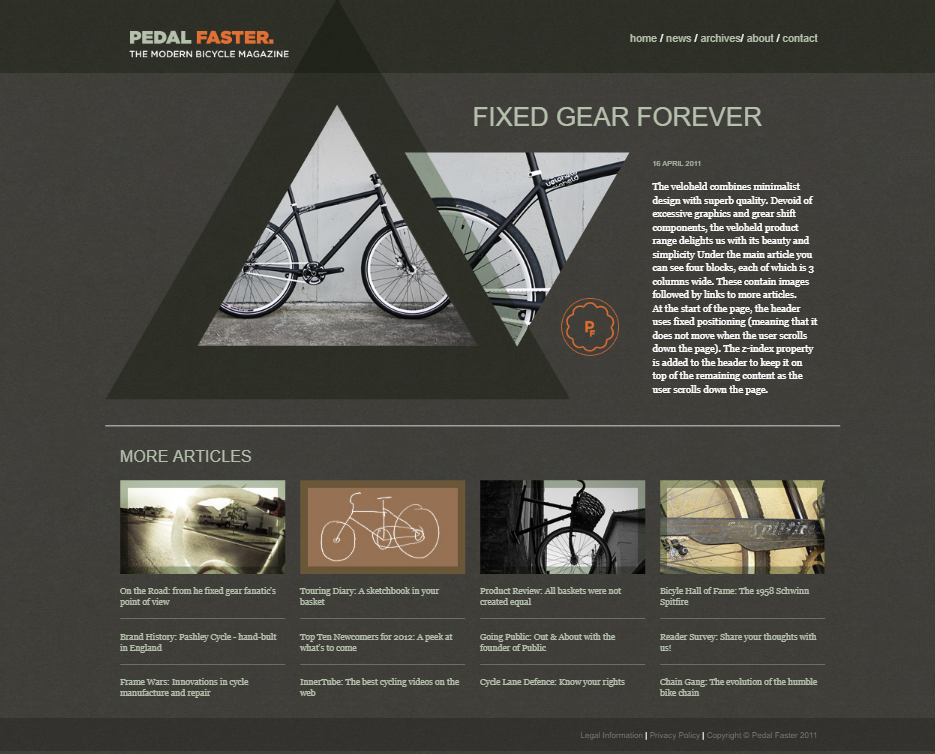 PEDAL FASTER.
THE MODERN BICYCLE MAGAZINE
home / news / archives/ about / contact
FIXED GEAR FOREVER
16 APRIL 2011
The veloheld combines minimalist
design with superb quality. Devoid of
excessive graphics and grear shift
components, the veloheld product
range delights us with its beauty and
simplicity Under the main article you
can see four blocks, each of which is 3
columns wide. These contain images
followed by links to more articles.
At the start of the page, the header
uses fixed positioning (meaning that it
does not move when the user scrolls
down the page). The z-index property
is added to the header to keep it on
top of the remaining content as the
user scrolls down the page.
veloheld
PF
MORE ARTICLES
Spitfire
On the Road: from he fixed gear fanatic's
point of view
Brand History: Pashley Cycle - hand-bult
in England
Frame Wars: Innovations in cycle
manufacture and repair
Touring Diary: A sketchbook in your
basket
Top Ten Newcomers for 2012: A peek at
what's to come
InnerTube: The best cycling videos on the
web
Product Review: All baskets were not
created equal
Going Public: Out & About with the
founder of Public
Cycle Lane Defence: Know your rights
Bicyle Hall of Fame: The 1958 Schwinn
Spitfire
Reader Survey: Share your thoughts with
us!
Chain Gang: The evolution of the humble
bike chain
Legal Information | Privacy Policy | Copyright © Pedal Faster 2011